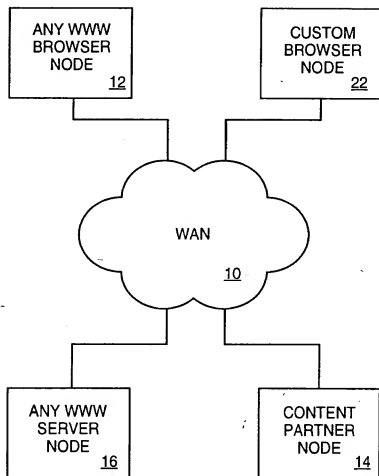 ANY WWW
BROWSER
NODE
12
CUSTOM
BROWSER
NODE
22
WAN
10
ANY WWW
SERVER
NODE
16
CONTENT
PARTNER
NODE
14